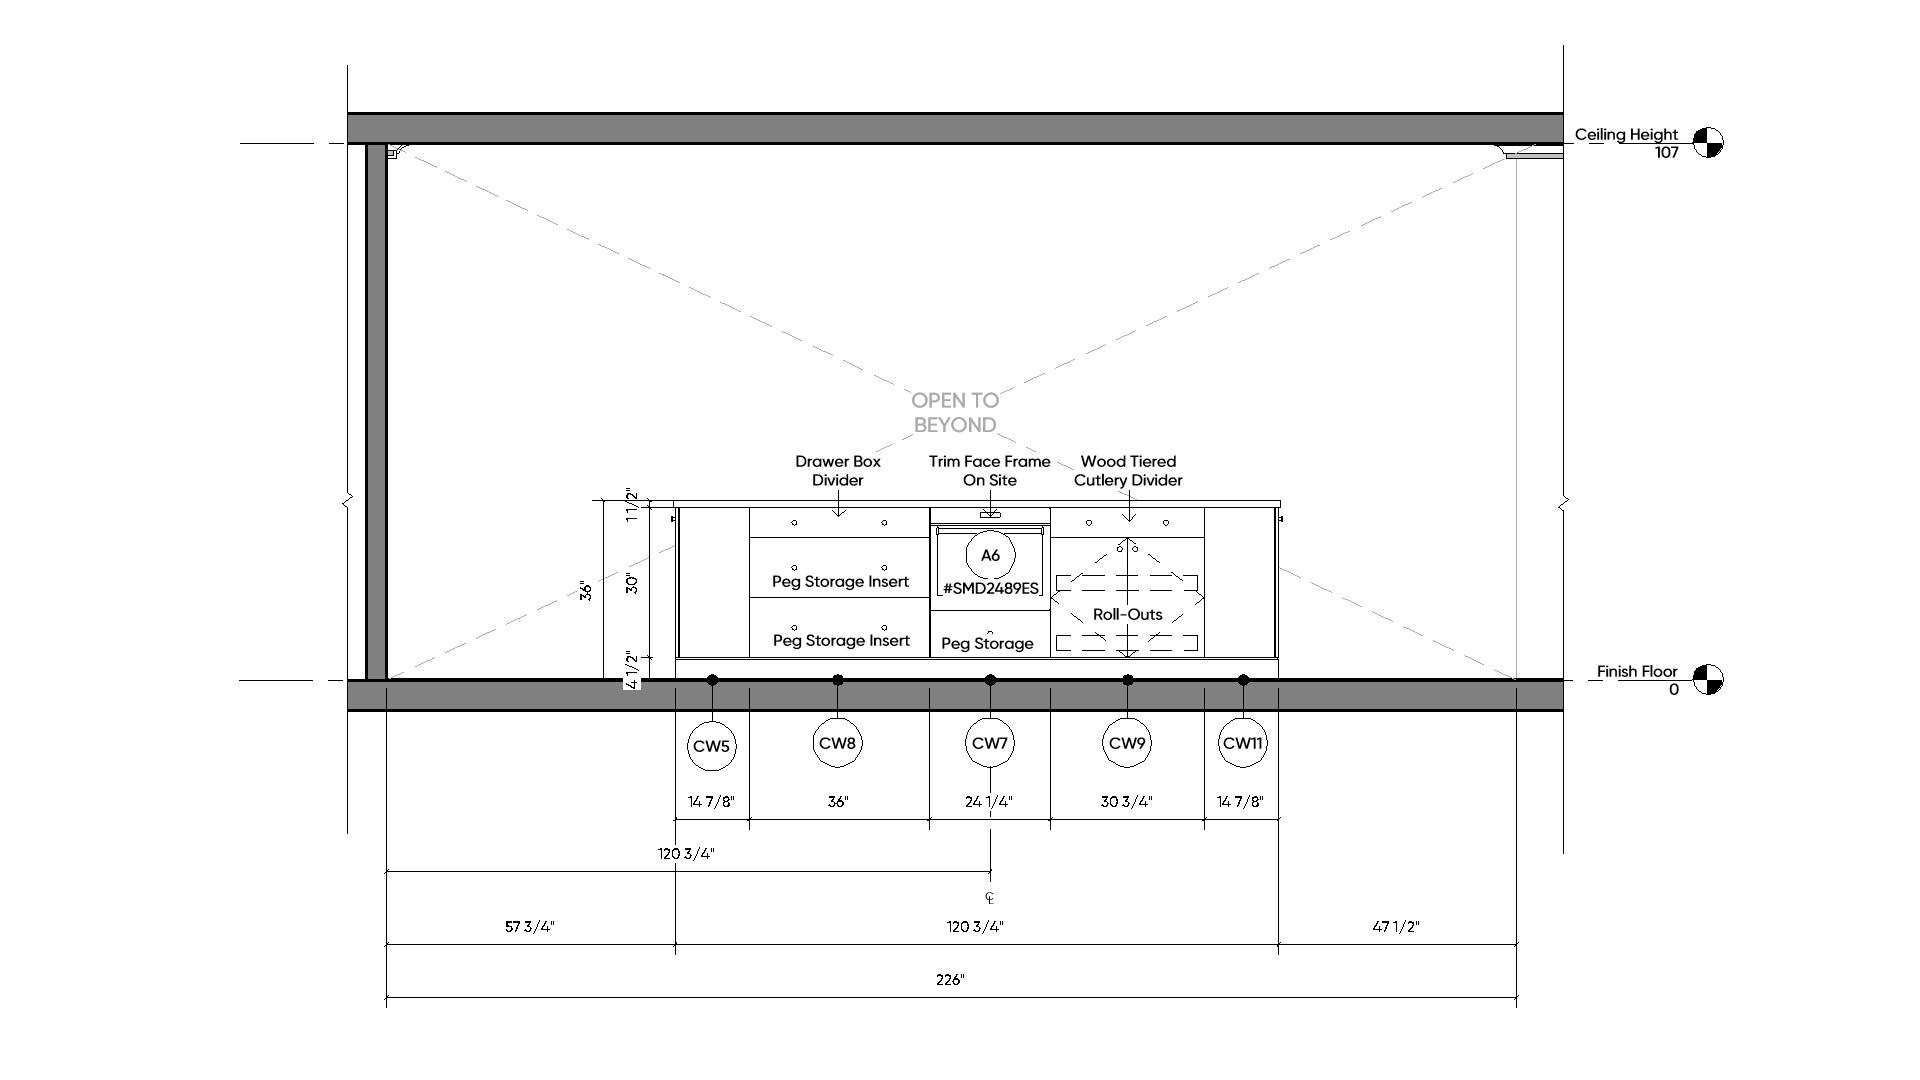 Ceiling Height
107
OPEN TO
BEYOND
Drawer Box
Divider
Trim Face Frame
On Site
Wood Tiered
Cutlery Divider
1 1/2"
36"
30"
4 1/2"
A6
#SMD2489ES
Peg Storage Insert
Roll-Outs
Peg Storage Insert
Peg Storage
Finish Floor
0
CW5
CW8
CW7
CW9
CW11
14 7/8"
36"
24 1/4"
30 3/4"
14 7/8"
120 3/4"
℄
57 3/4"
120 3/4"
47 1/2"
226"